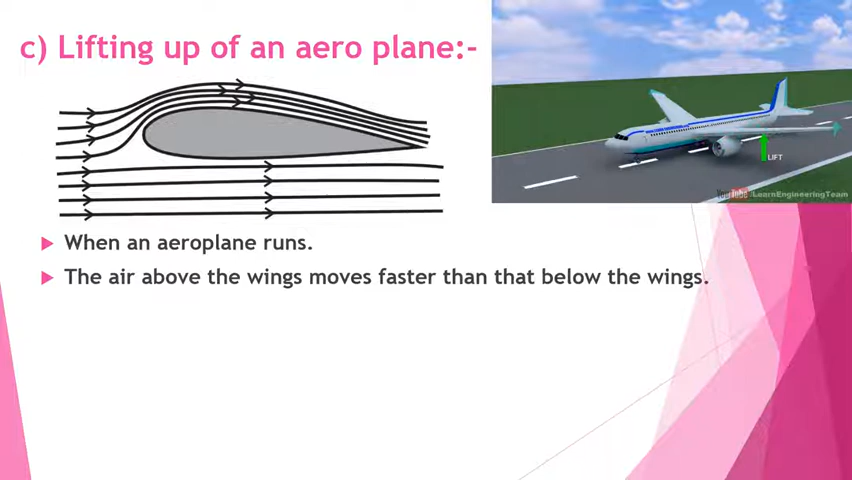 c) Lifting up of an aero plane:-
LIFT
YouTube /LearnEngineeringTeam
When an aeroplane runs.
The air above the wings moves faster than that below the wings.